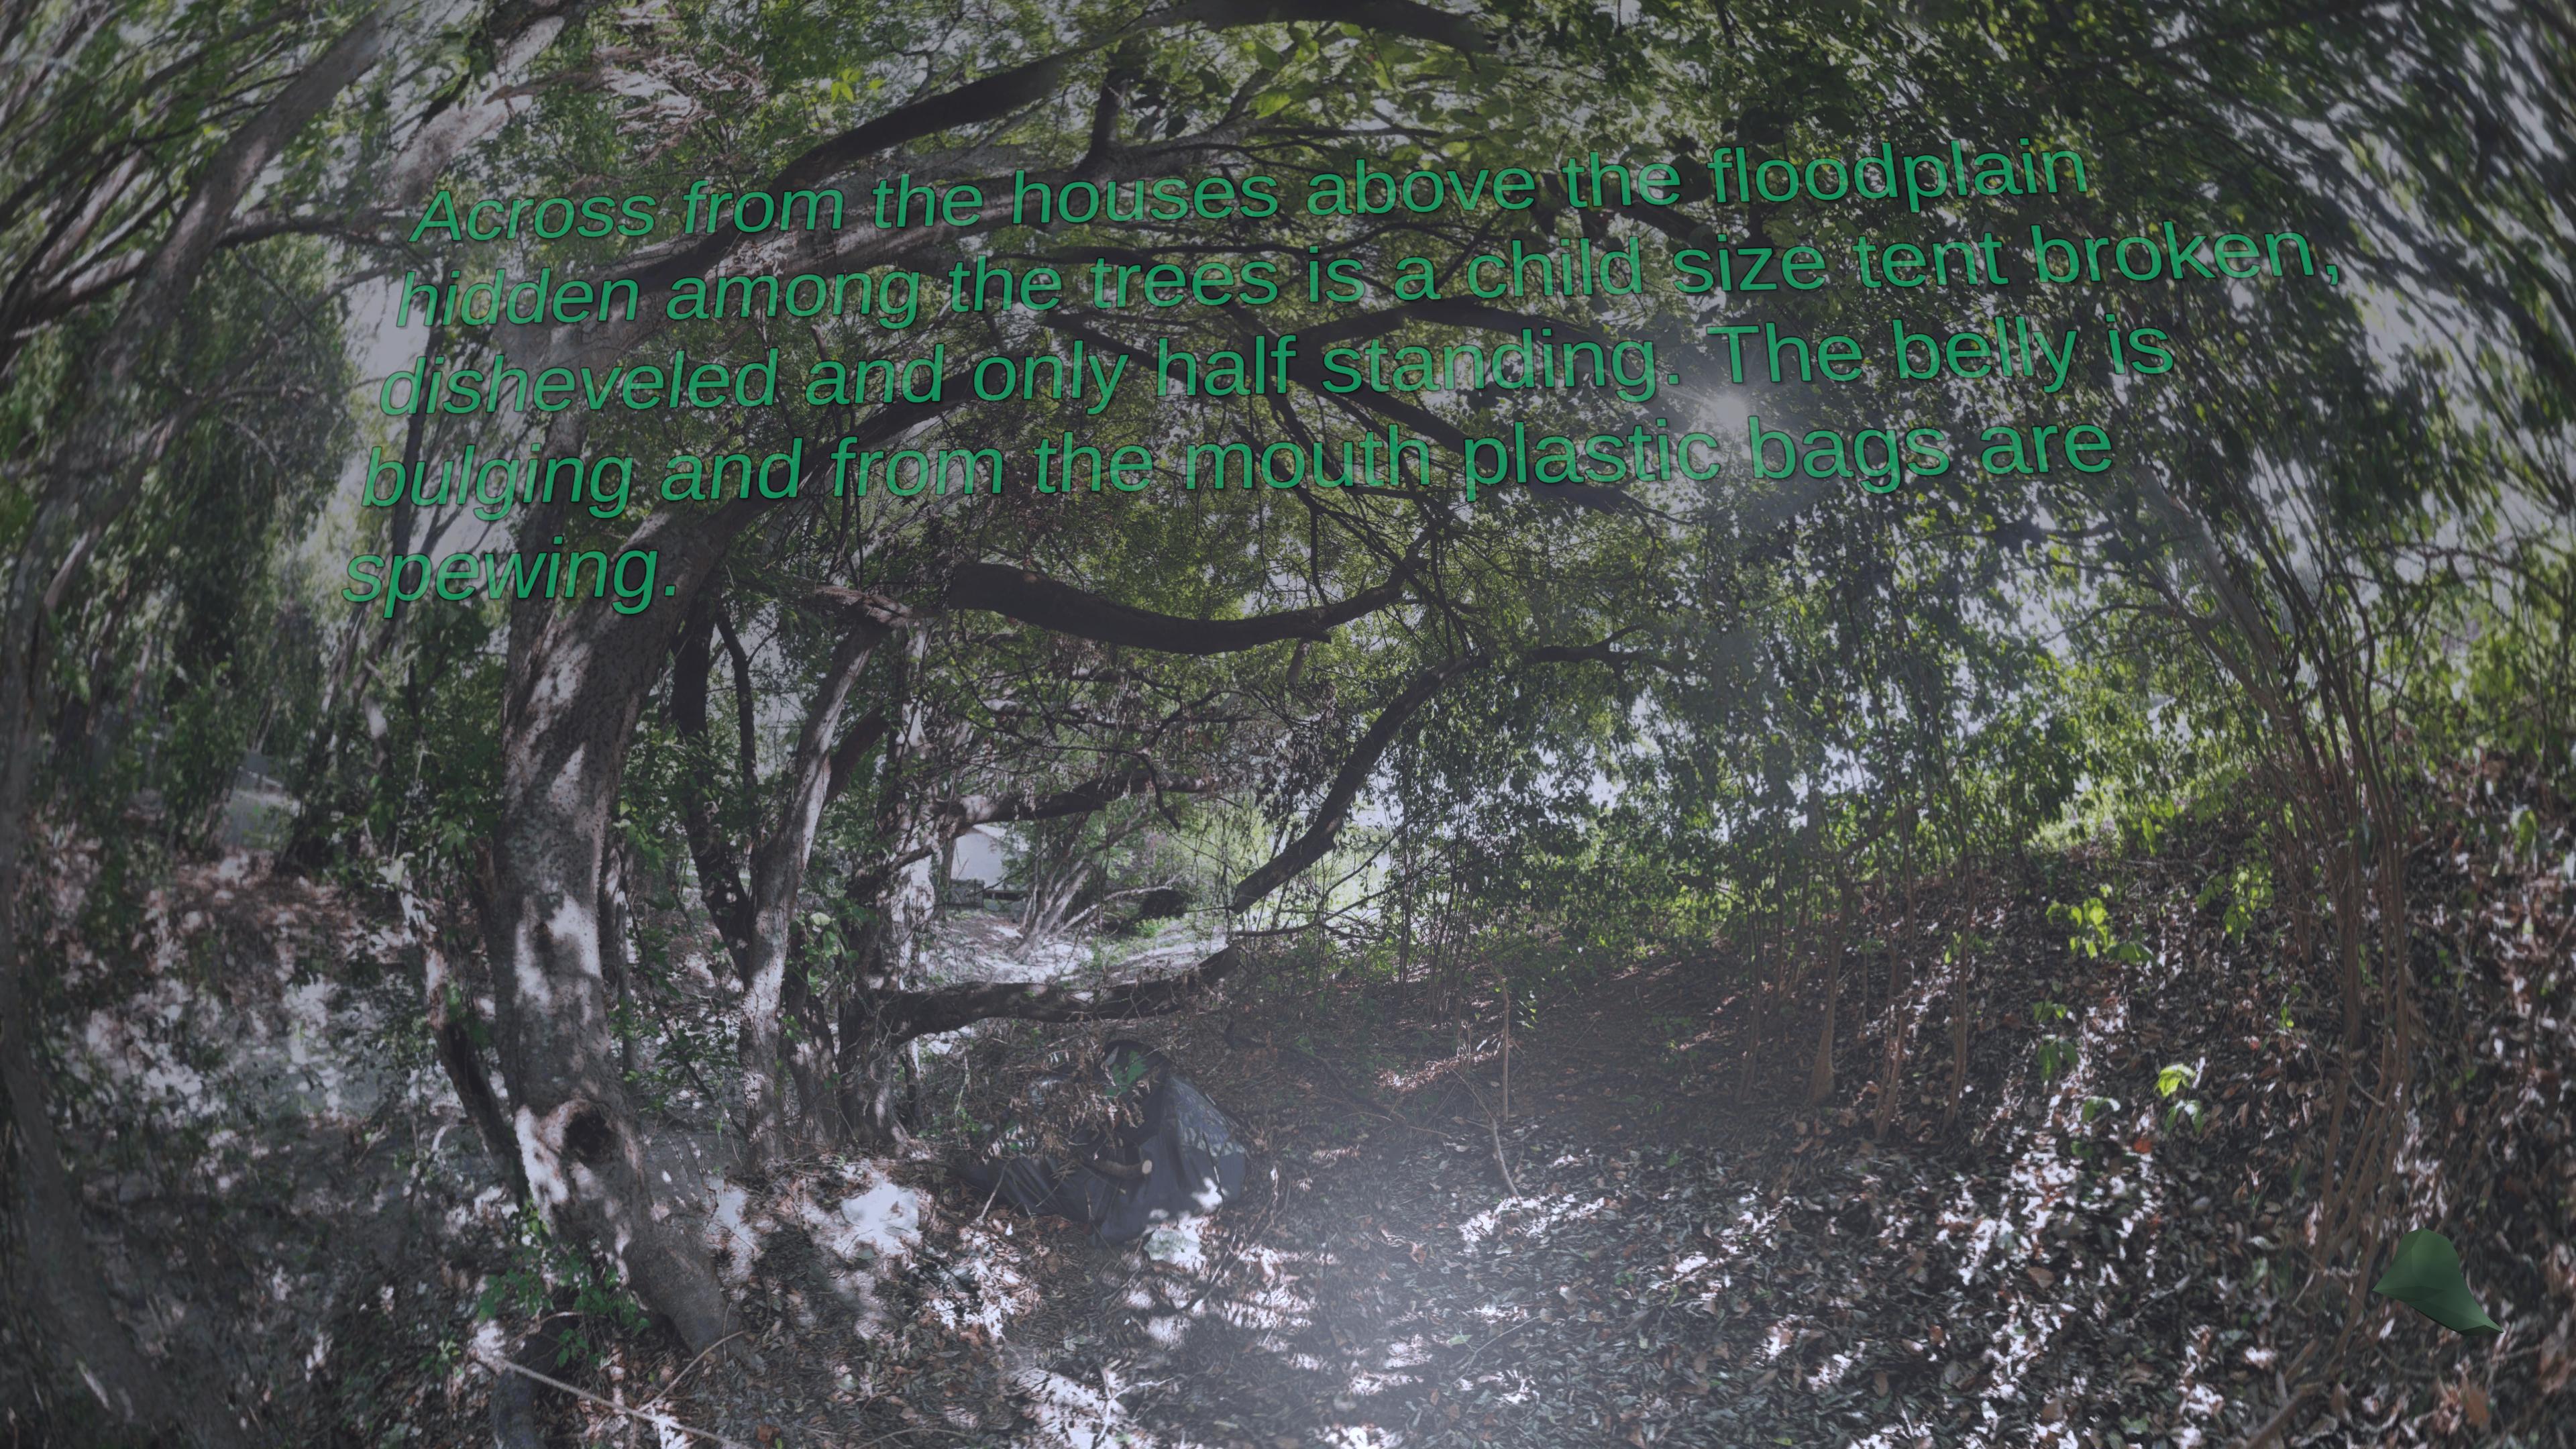 Across from the houses above the floodplain
hidden among the trees is a child size tent broken,
disheveled and only half standing. The belly is
bulging and from the mouth plastic bags are
spewing.